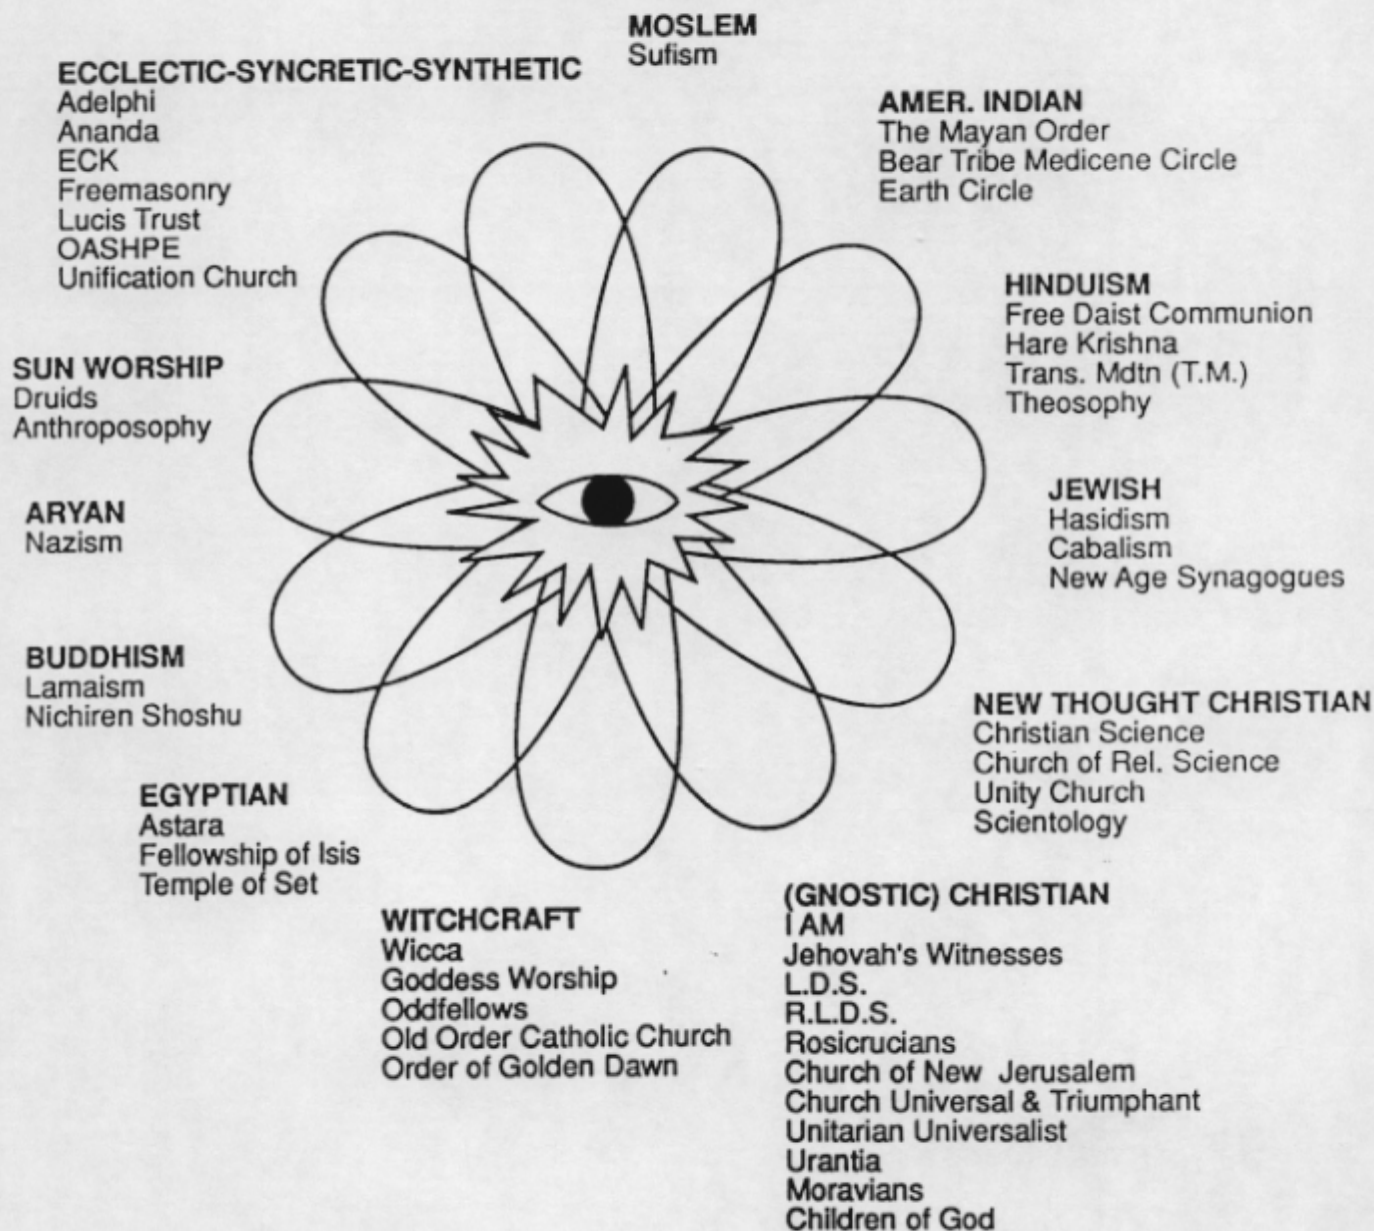 MOSLEM
Sufism
ECCLECTIC-SYNCRETIC-SYNTHETIC
Adelphi
Ananda
ECK
Freemasonry
Lucis Trust
OASHPE
Unification Church
AMER. INDIAN
The Mayan Order
Bear Tribe Medicene Circle
Earth Circle
HINDUISM
Free Daist Communion
Hare Krishna
Trans. Mdtn (T.M.)
Theosophy
SUN WORSHIP
Druids
Anthroposophy
JEWISH
Hasidism
Cabalism
New Age Synagogues
ARYAN
Nazism
BUDDHISM
Lamaism
Nichiren Shoshu
NEW THOUGHT CHRISTIAN
Christian Science
Church of Rel. Science
Unity Church
Scientology
EGYPTIAN
Astara
Fellowship of Isis
Temple of Set
WITCHCRAFT
Wicca
Goddess Worship
Oddfellows
Old Order Catholic Church
Order of Golden Dawn
(GNOSTIC) CHRISTIAN
I AM
Jehovah's Witnesses
L.D.S.
R.L.D.S.
Rosicrucians
Church of New Jerusalem
Church Universal & Triumphant
Unitarian Universalist
Urantia
Moravians
Children of God